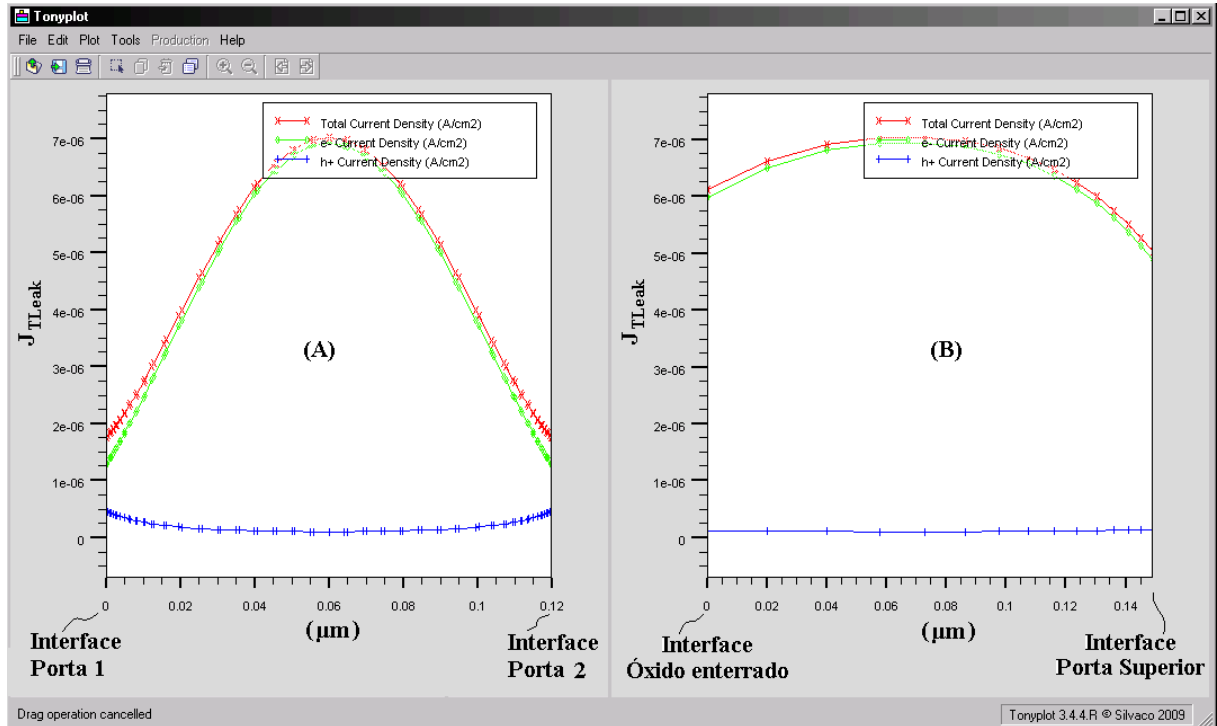 Tonyplot
File Edit Plot Tools Production Help
Total Current Density (A/cm2)
e- Current Density (A/cm2)
h+ Current Density (A/cm2)
7e-06
6e-06
5e-06
4e-06
3e-06
2e-06
1e-06
0
J_TLeak
(A)
0 0.02 0.04 0.06 0.08 0.1 0.12
(µm)
Interface
Porta 1
Interface
Porta 2
Total Current Density (A/cm2)
e- Current Density (A/cm2)
h+ Current Density (A/cm2)
7e-06
6e-06
5e-06
4e-06
3e-06
2e-06
1e-06
0
J_TLeak
(B)
0 0.02 0.04 0.06 0.08 0.1 0.12 0.14
(µm)
Interface
Óxido enterrado
Interface
Porta Superior
Drag operation cancelled
Tonyplot 3.4.4.R © Silvaco 2009